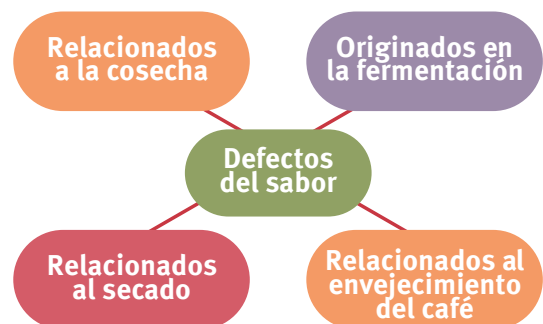 Relacionados
a la cosecha
Originados en
la fermentación
Defectos
del sabor
Relacionados
al secado
Relacionados al
envejecimiento
del café